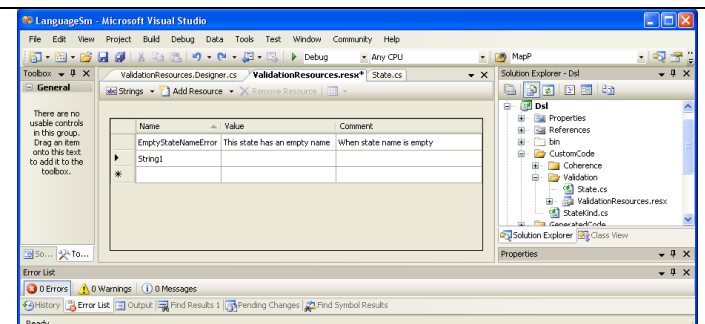 LanguageSm - Microsoft Visual Studio
File Edit View Project Build Debug Data Tools Test Window Community Help
Debug Any CPU MapP
Toolbox
General
There are no
usable controls
in this group.
Drag an item
onto this text
to add it to the
toolbox.
So... To...
ValidationResources.Designer.cs ValidationResources.resx* State.cs
Strings Add Resource Remove Resource
Name Value Comment
EmptyStateNameError This state has an empty name When state name is empty
String1
Solution Explorer - Dsl
Dsl
Properties
References
bin
CustomCode
Coherence
Validation
State.cs
ValidationResources.resx
StateKind.cs
GeneratedCode
Solution Explorer Class View
Properties
Error List
0 Errors 0 Warnings 0 Messages
History Error List Output Find Results 1 Pending Changes Find Symbol Results
Ready